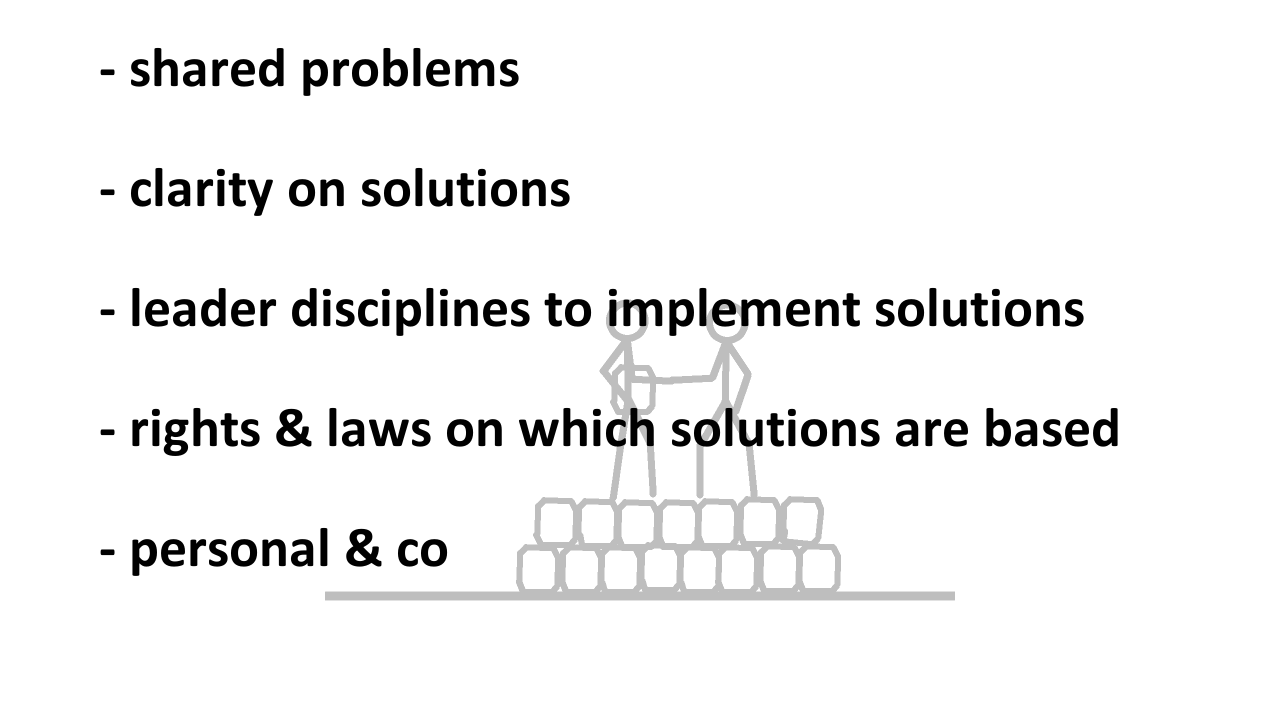 - shared problems
- clarity on solutions
- leader disciplines to implement solutions
- rights & laws on which solutions are based
- personal & co